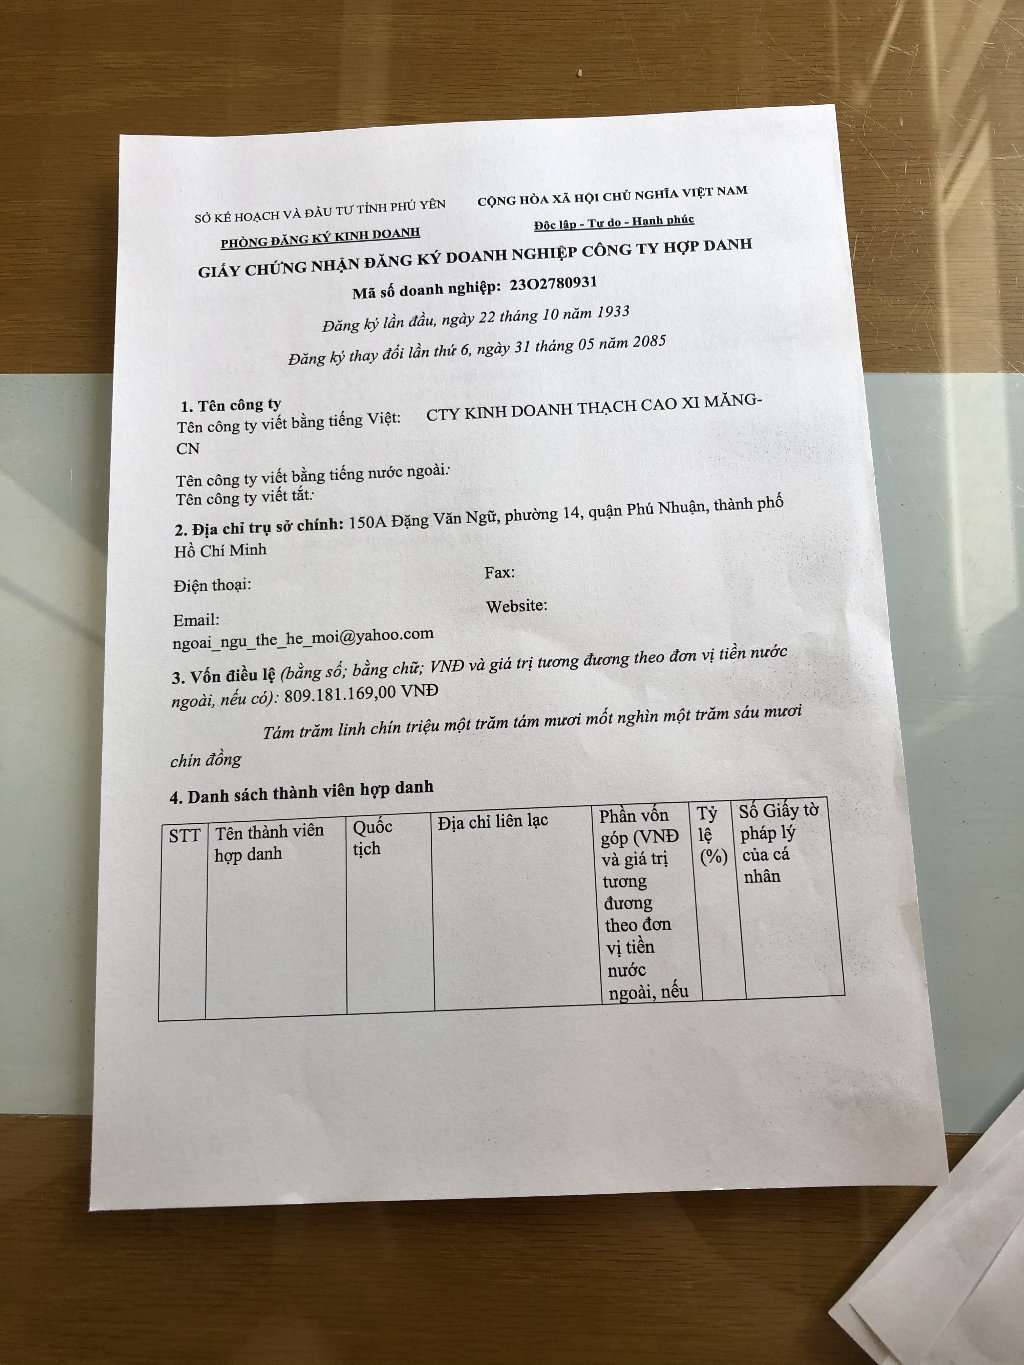 SỞ KẾ HOẠCH VÀ ĐẦU TƯ TỈNH PHÚ YÊN
PHÒNG ĐĂNG KÝ KINH DOANH
CỘNG HÒA XÃ HỘI CHỦ NGHĨA VIỆT NAM
Độc lập - Tự do - Hạnh phúc
GIẤY CHỨNG NHẬN ĐĂNG KÝ DOANH NGHIỆP CÔNG TY HỢP DANH
Mã số doanh nghiệp: 23O2780931
Đăng ký lần đầu, ngày 22 tháng 10 năm 1933
Đăng ký thay đổi lần thứ 6, ngày 31 tháng 05 năm 2085
1. Tên công ty
Tên công ty viết bằng tiếng Việt: CTY KINH DOANH THẠCH CAO XI MĂNG-
CN
Tên công ty viết bằng tiếng nước ngoài:
Tên công ty viết tắt:
2. Địa chỉ trụ sở chính: 150A Đặng Văn Ngữ, phường 14, quận Phú Nhuận, thành phố
Hồ Chí Minh
Điện thoại: Fax:
Email: Website:
ngoai_ngu_the_he_moi@yahoo.com
3. Vốn điều lệ (bằng số; bằng chữ; VNĐ và giá trị tương đương theo đơn vị tiền nước
ngoài, nếu có): 809.181.169,00 VNĐ
Tám trăm linh chín triệu một trăm tám mươi mốt nghìn một trăm sáu mươi
chín đồng
4. Danh sách thành viên hợp danh
STT
Tên thành viên
hợp danh
Quốc
tịch
Địa chỉ liên lạc
Phần vốn
góp (VNĐ
và giá trị
tương
đương
theo đơn
vị tiền
nước
ngoài, nếu
Tỷ
lệ
(%)
Số Giấy tờ
pháp lý
của cá
nhân